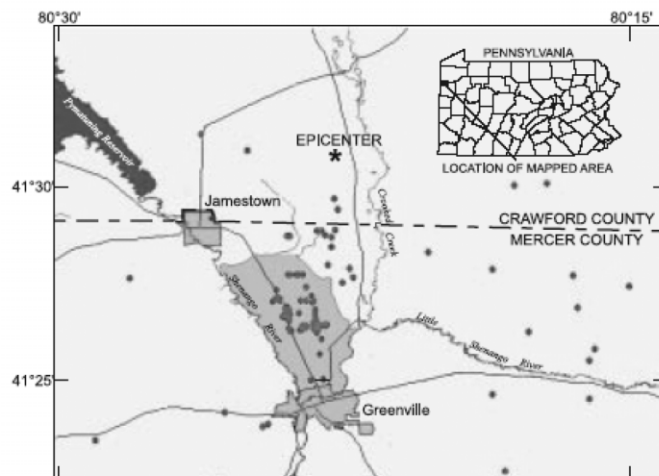 80°30'
80°15'
PENNSYLVANIA
Pymatuning Reservoir
EPICENTER
LOCATION OF MAPPED AREA
41°30'
Jamestown
Crooked
Creek
CRAWFORD COUNTY
MERCER COUNTY
Shenango
River
Little
Shenango
River
41°25'
Greenville